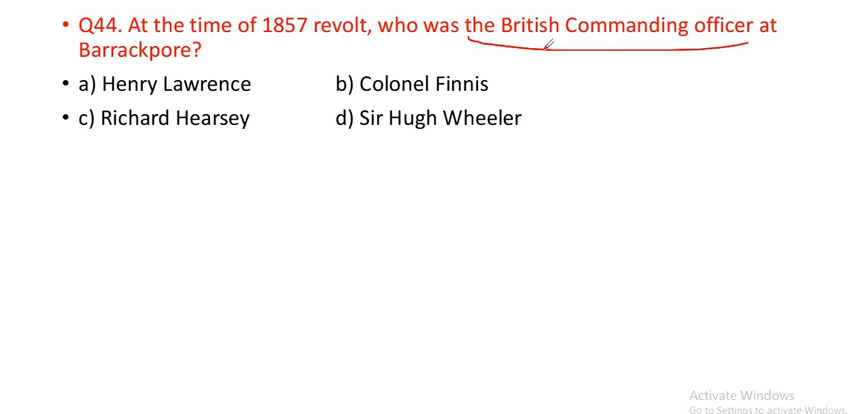 • Q44. At the time of 1857 revolt, who was the British Commanding officer at
Barrackpore?
• a) Henry Lawrence b) Colonel Finnis
• c) Richard Hearsey d) Sir Hugh Wheeler
Activate Windows
Go to Settings to activate Windows.